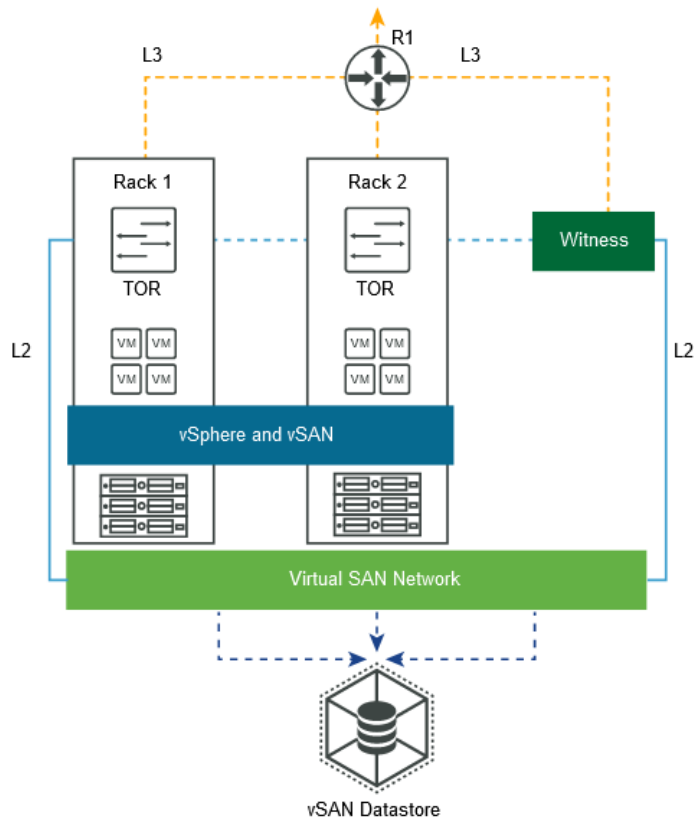 R1
L3
L3
Rack 1
Rack 2
Witness
TOR
TOR
L2
L2
VM VM
VM VM
VM VM
VM VM
vSphere and vSAN
Virtual SAN Network
vSAN Datastore